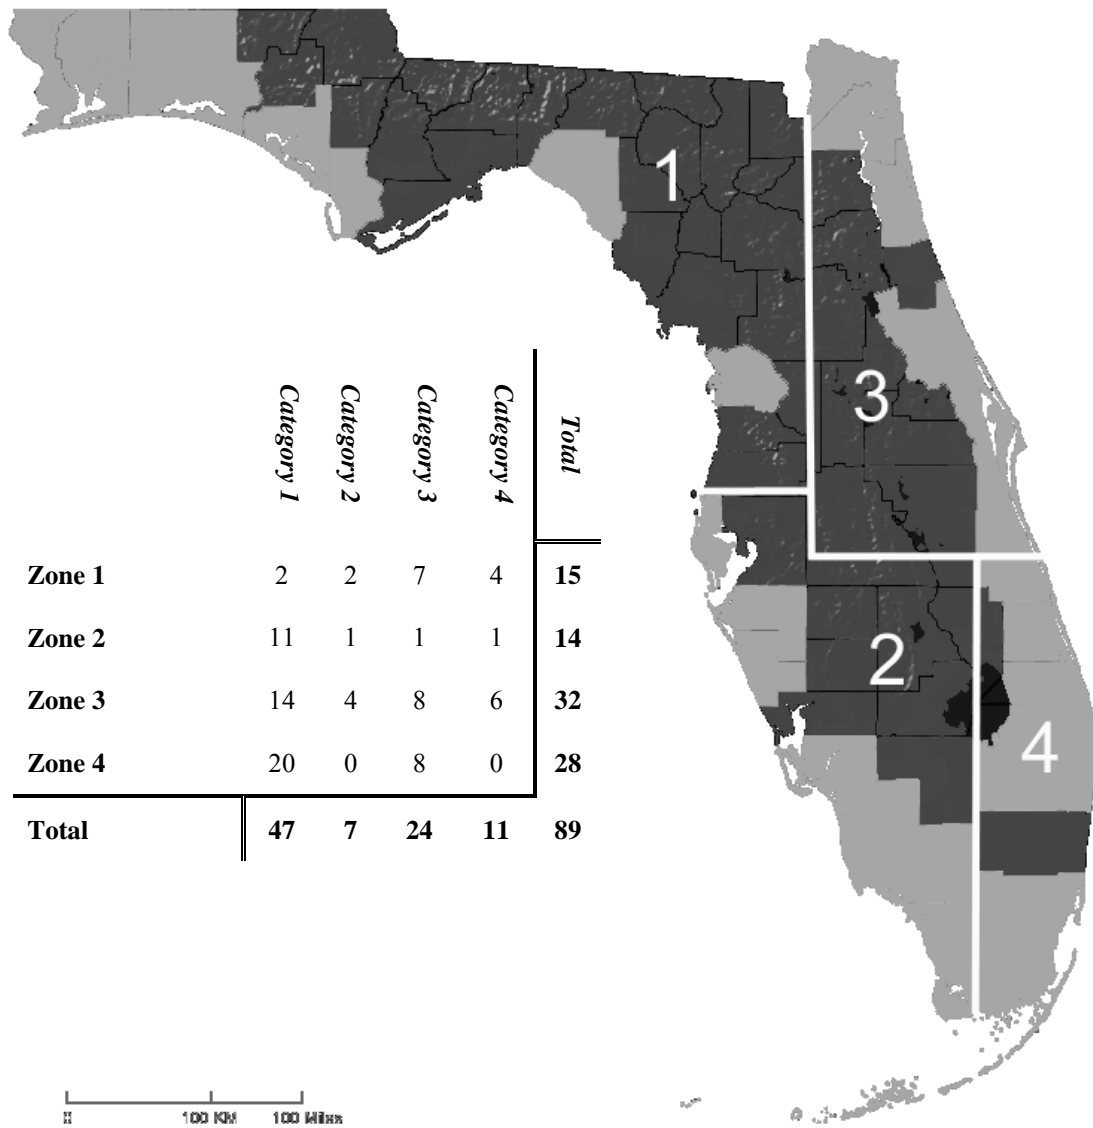 1
3
2
4
Category 1 Category 2 Category 3 Category 4 Total
Zone 1 2 2 7 4 15
Zone 2 11 1 1 1 14
Zone 3 14 4 8 6 32
Zone 4 20 0 8 0 28
Total 47 7 24 11 89
0 100 KM 100 Miles